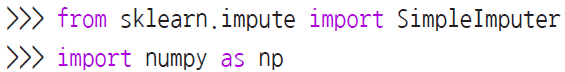 >>> from sklearn.impute import SimpleImputer
>>> import numpy as np